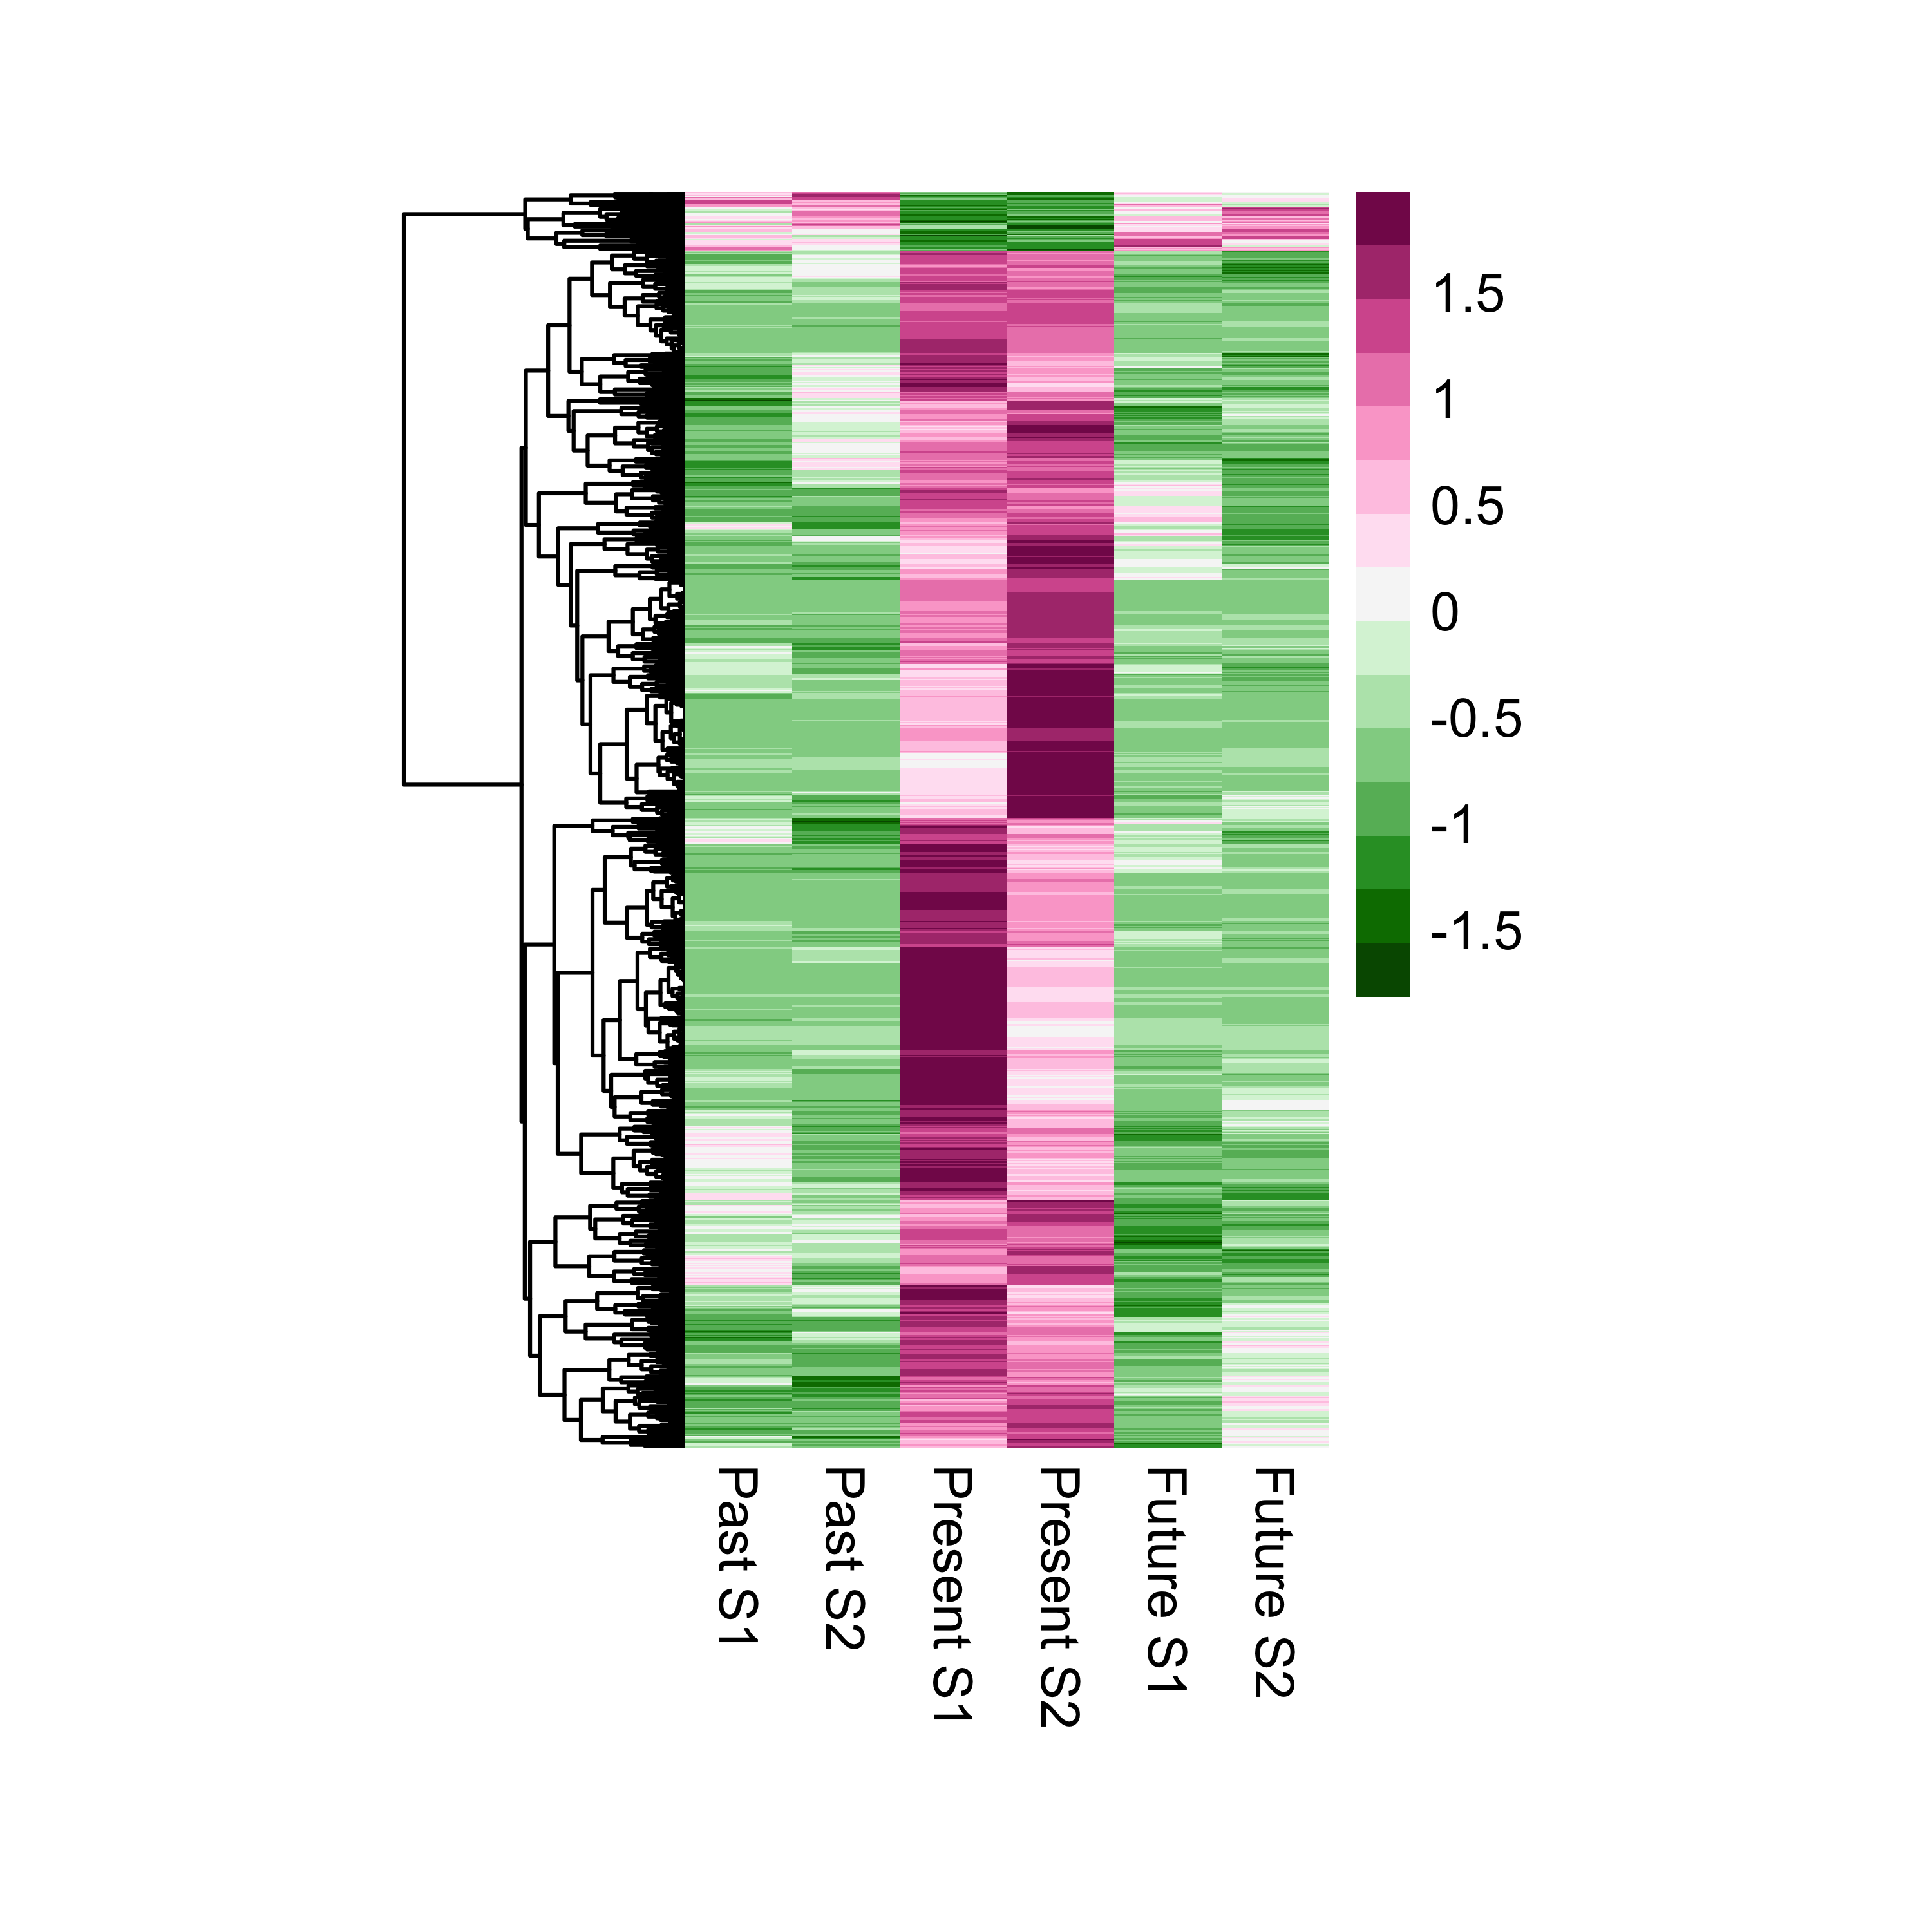 1.5
1
0.5
0
-0.5
-1
-1.5
Past S1
Past S2
Present S1
Present S2
Future S1
Future S2